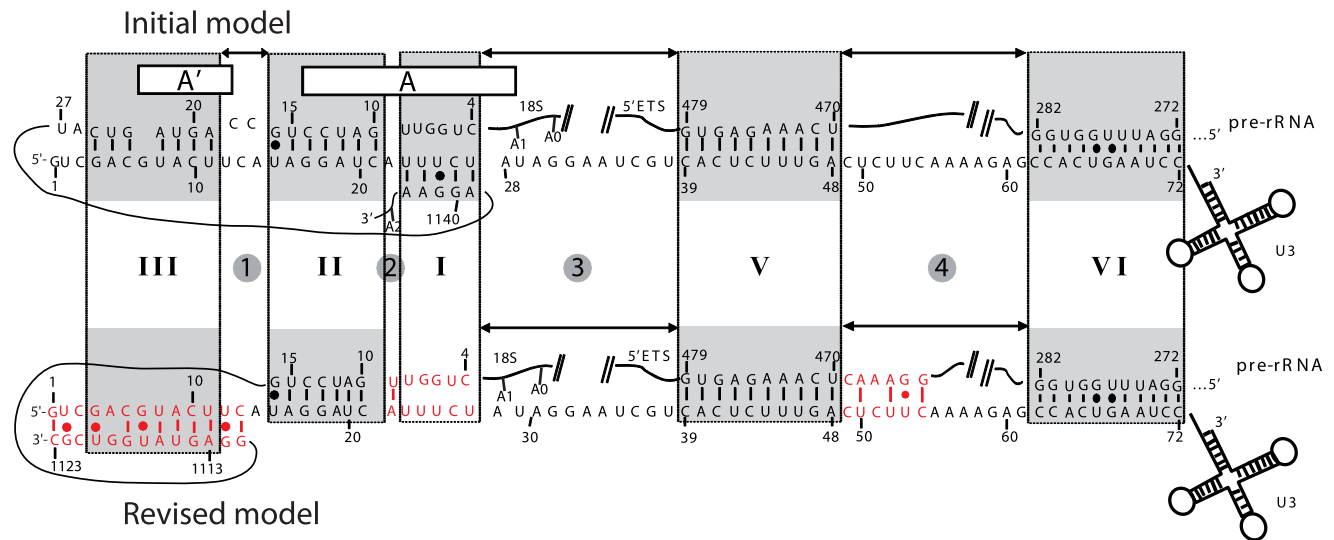 Initial model
A’ A
27 20 15 10 4 18S 5’ETS 479 470 282 272
U A C U G A U G A C C G U C C U A G U U G G U C A1 A0 G U G A G A A A C U G G U G G U U U A G G ...5’ pre-rRNA
5’- G U C G A C G U A C U U C A U A G G A U C A U U U C U A U A G G A A U C G U C A C U C U U U G A C U C U U C A A A A G A G C C A C U G A A U C C
1 10 20 A A G G A 28 39 48 50 60 72 3’
3’ A2 1140
U3
III 1 II 2 I 3 V 4 VI
1 10 15 10 4 18S 5’ETS 479 470 282 272
G U C C U A G U U G G U C A1 A0 G U G A G A A A C U C A A A G G G G U G G U U U A G G ...5’ pre-rRNA
5’- G U C G A C G U A C U U C A U A G G A U C A U U U C U A U A G G A A U C G U C A C U C U U U G A C U C U U C A A A A G A G C C A C U G A A U C C
3’- C G C U G G U A U G A G G 20 30 39 48 50 60 72 3’
1123 1113
U3
Revised model